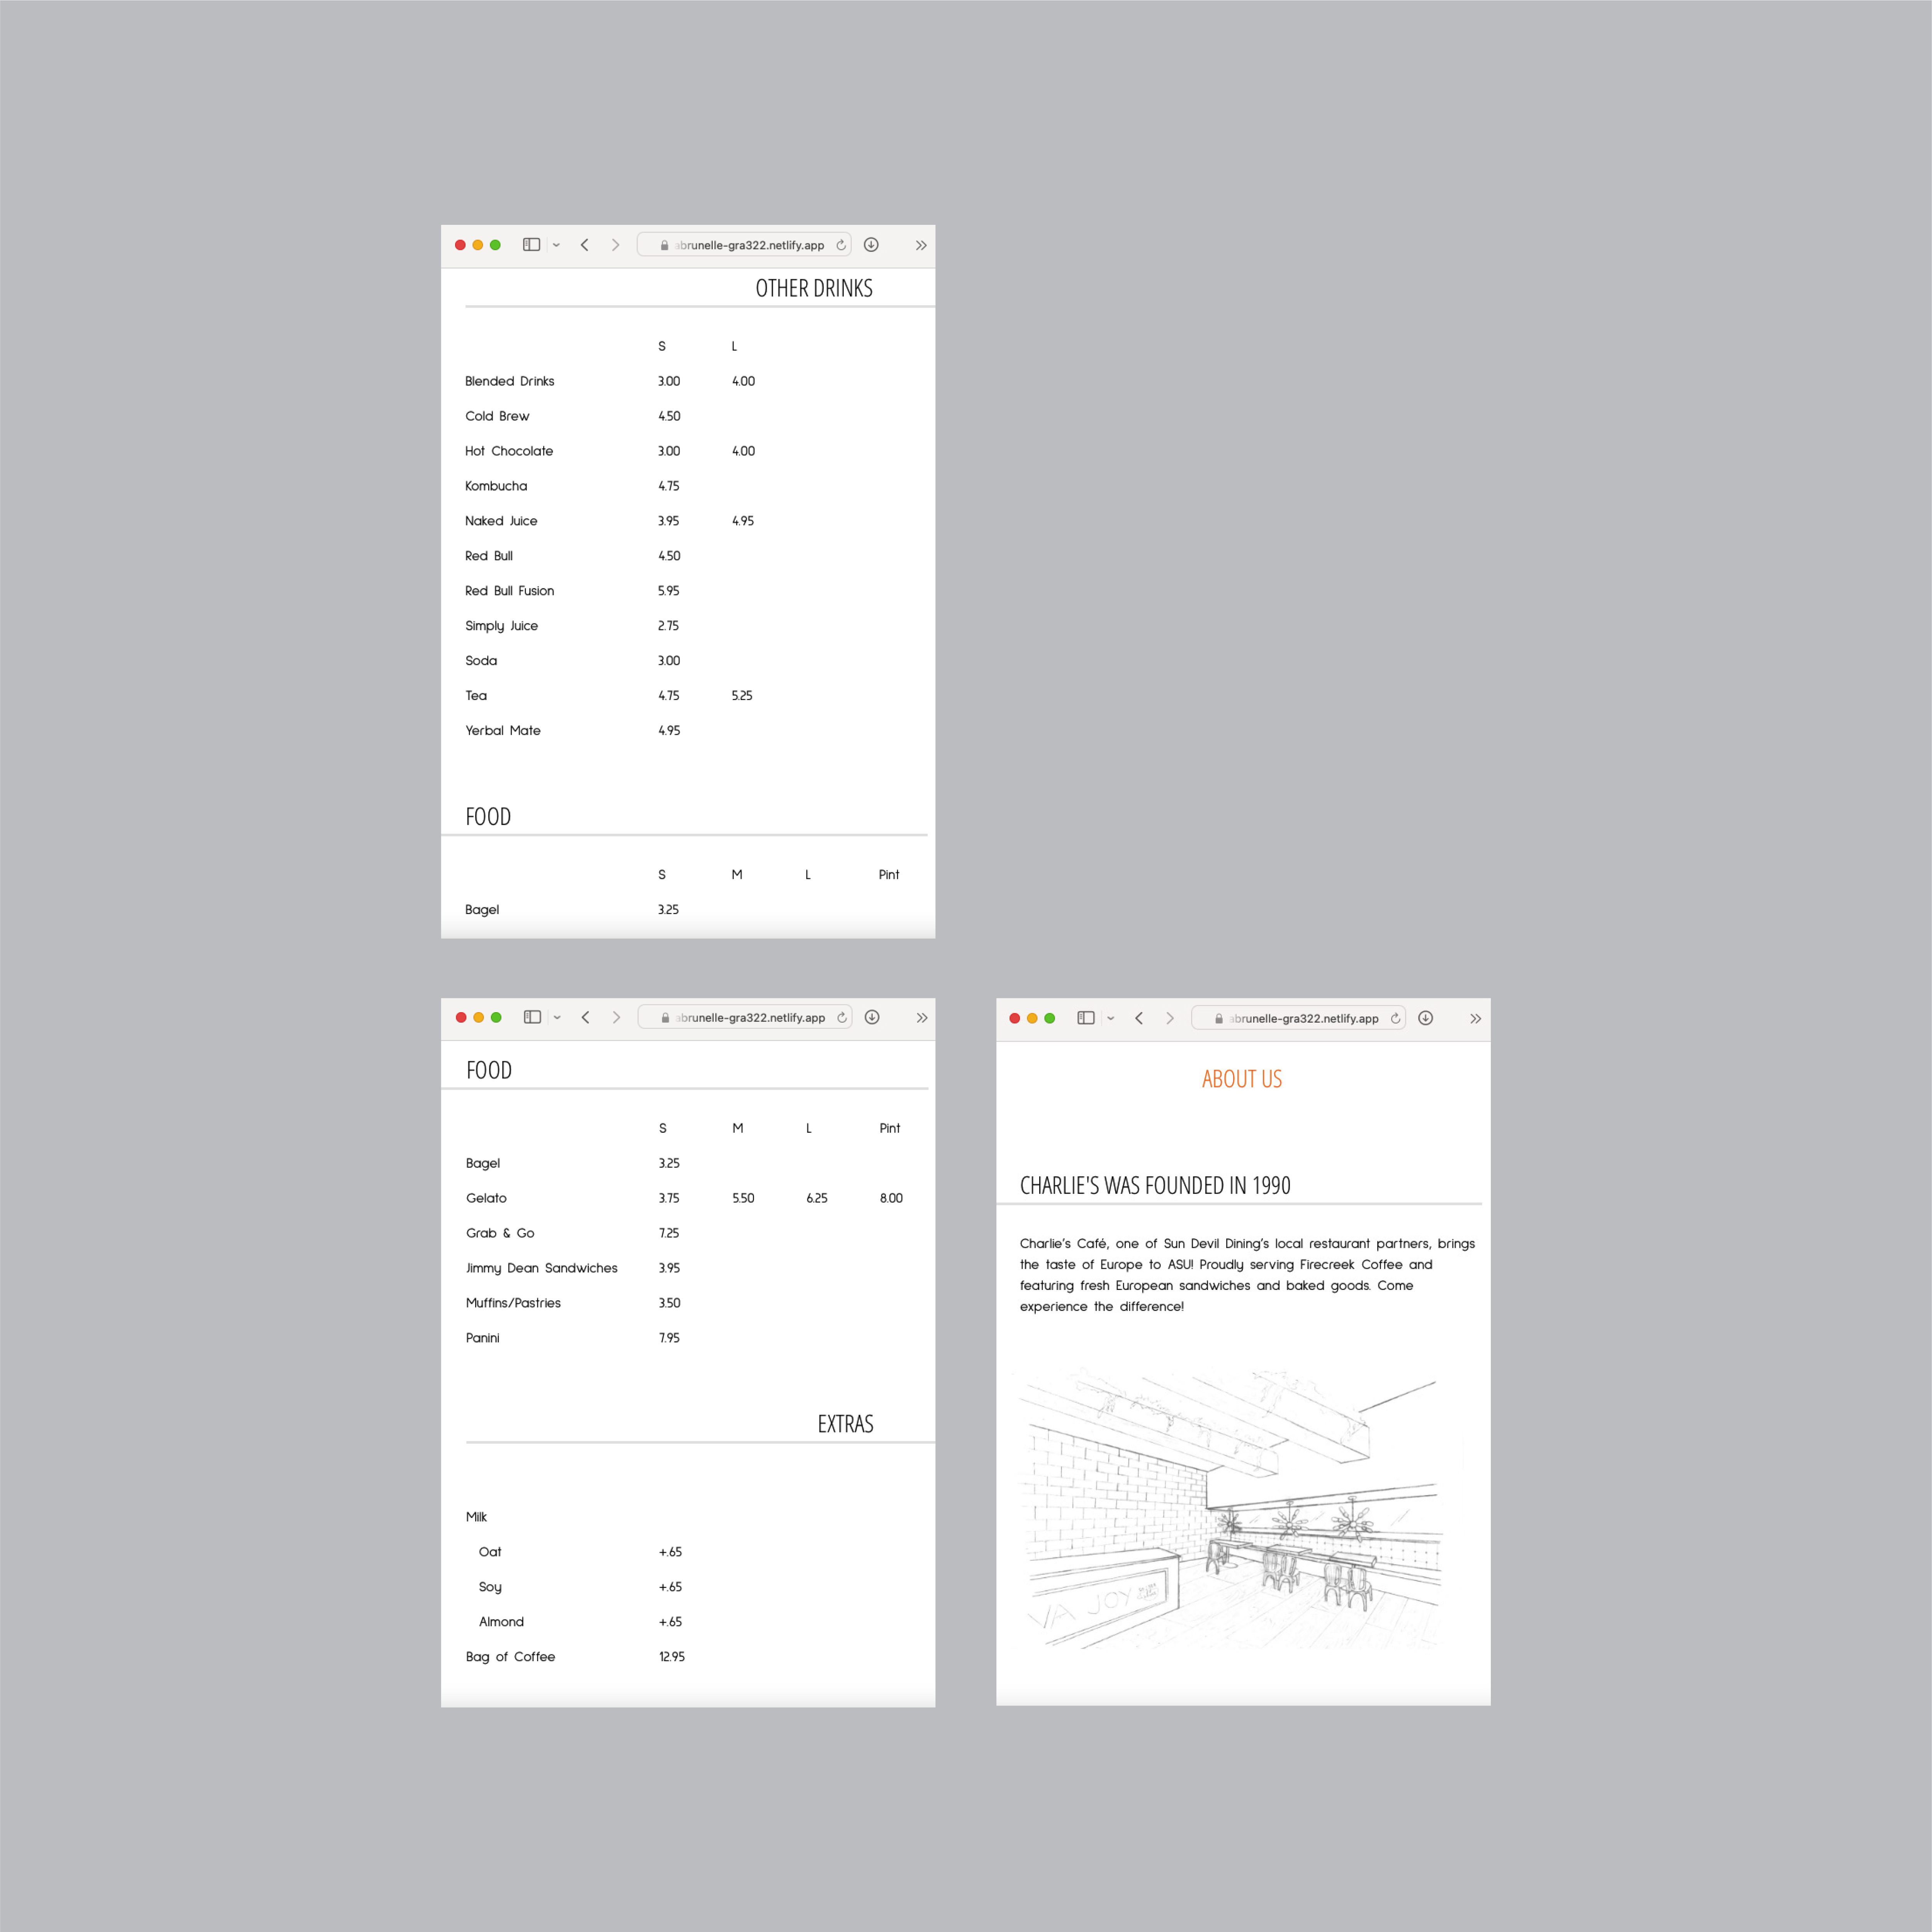 abrunelle-gra322.netlify.app
OTHER DRINKS
S L
Blended Drinks 3.00 4.00
Cold Brew 4.50
Hot Chocolate 3.00 4.00
Kombucha 4.75
Naked Juice 3.95 4.95
Red Bull 4.50
Red Bull Fusion 5.95
Simply Juice 2.75
Soda 3.00
Tea 4.75 5.25
Yerbal Mate 4.95
FOOD
S M L Pint
Bagel 3.25
abrunelle-gra322.netlify.app
FOOD
S M L Pint
Bagel 3.25
Gelato 3.75 5.50 6.25 8.00
Grab & Go 7.25
Jimmy Dean Sandwiches 3.95
Muffins/Pastries 3.50
Panini 7.95
EXTRAS
Milk
Oat +.65
Soy +.65
Almond +.65
Bag of Coffee 12.95
abrunelle-gra322.netlify.app
ABOUT US
CHARLIE'S WAS FOUNDED IN 1990
Charlie's Café, one of Sun Devil Dining's local restaurant partners, brings
the taste of Europe to ASU! Proudly serving Firecreek Coffee and
featuring fresh European sandwiches and baked goods. Come
experience the difference!
VA JOY